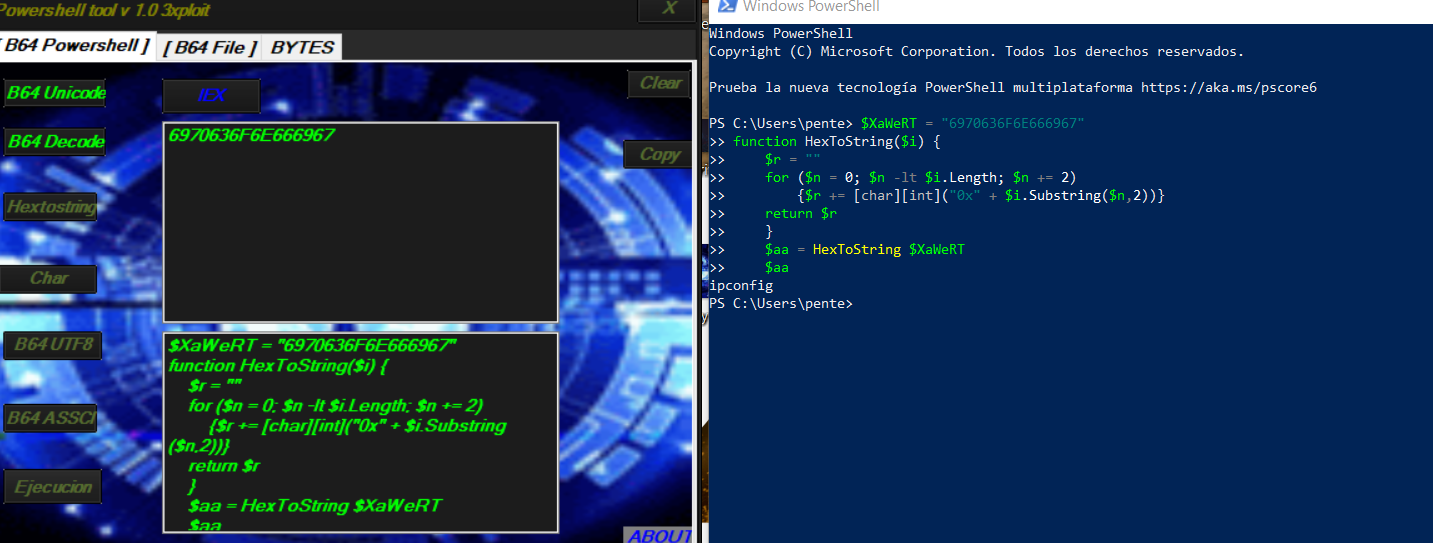 Powershell tool v 1.0 3xploit
X
[ B64 Powershell ]
[ B64 File ]
BYTES
B64 Unicode
IEX
Clear
B64 Decode
6970636F6E666967
Copy
Hextostring
Char
B64 UTF8
B64 ASSCI
Ejecucion
$XaWeRT = "6970636F6E666967"
function HexToString($i) {
$r = ""
for ($n = 0; $n -lt $i.Length; $n += 2)
{$r += [char][int]("0x" + $i.Substring
($n,2))}
return $r
}
$aa = HexToString $XaWeRT
$aa
ABOUT
Windows PowerShell
Windows PowerShell
Copyright (C) Microsoft Corporation. Todos los derechos reservados.
Prueba la nueva tecnología PowerShell multiplataforma https://aka.ms/pscore6
PS C:\Users\pente> $XaWeRT = "6970636F6E666967"
>> function HexToString($i) {
>>     $r = ""
>>     for ($n = 0; $n -lt $i.Length; $n += 2)
>>         {$r += [char][int]("0x" + $i.Substring($n,2))}
>>     return $r
>>     }
>>     $aa = HexToString $XaWeRT
>>     $aa
ipconfig
PS C:\Users\pente>